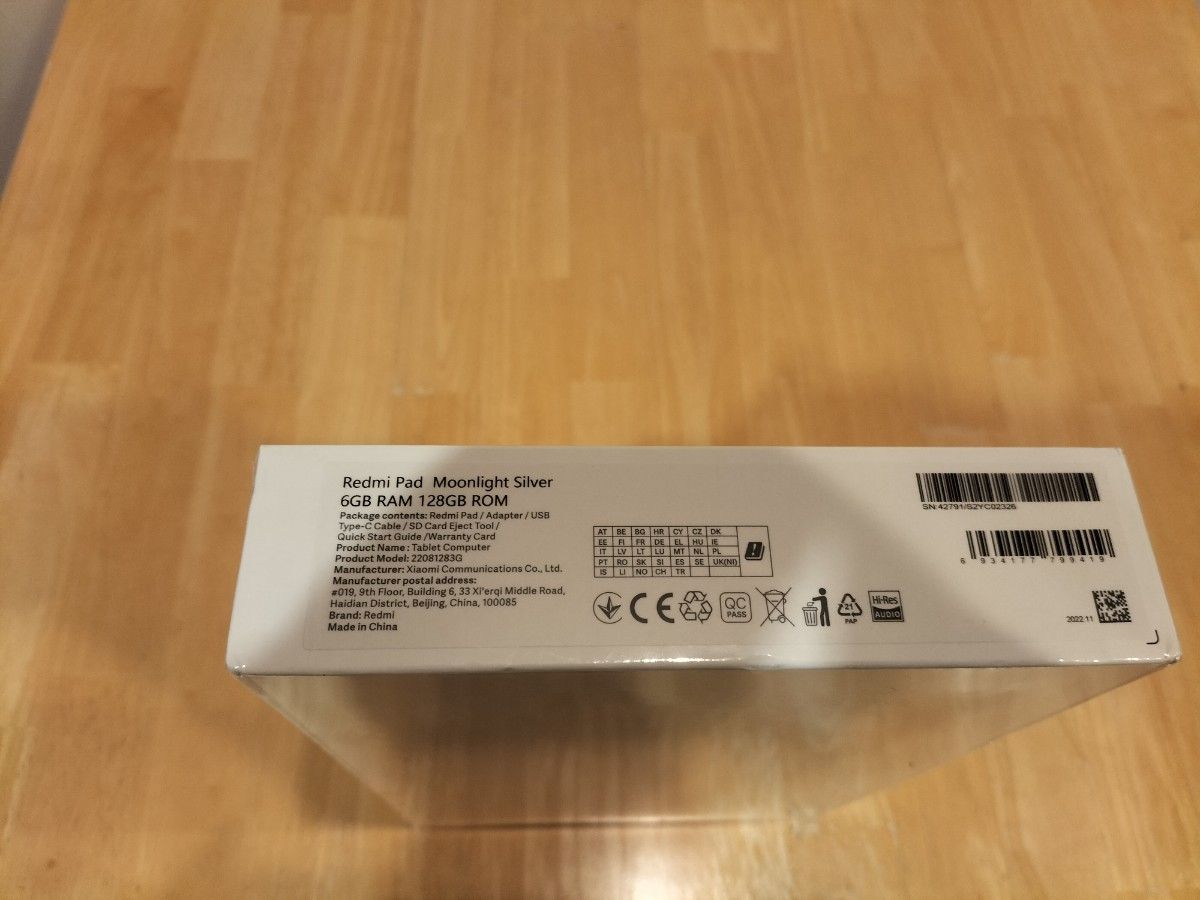 Redmi Pad Moonlight Silver
6GB RAM 128GB ROM
Package contents: Redmi Pad / Adapter / USB
Type-C Cable / SD Card Eject Tool /
Quick Start Guide /Warranty Card
Product Name: Tablet Computer
Product Model: 22081283G
Manufacturer: Xiaomi Communications Co., Ltd.
Manufacturer postal address:
#019, 9th Floor, Building 6, 33 Xi'erqi Middle Road,
Haidian District, Beijing, China, 100085
Brand: Redmi
Made in China
AT BE BG HR CY CZ DK
EE FI FR DE EL HU IE
IT LV LT LU MT NL PL
PT RO SK SI ES SE UK(NI)
IS LI NO CH TR
CE
QC
PASS
21
PAP
Hi-Res
AUDIO
SN:42791/S2YC02326
6 934177 799419
2022.11